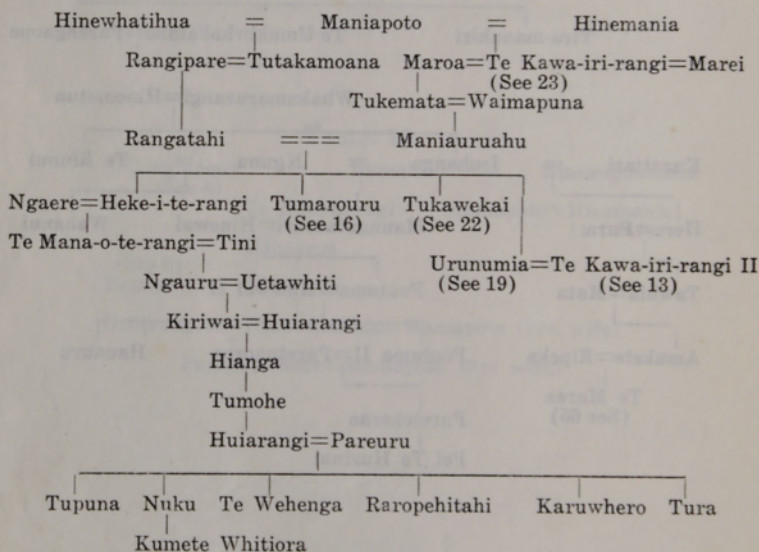 Hinewhatihua = Maniapoto = Hinemania
Rangipare=Tutakamoana Maroa=Te Kawa-iri-rangi=Marei
(See 23)
Tukemata=Waimapuna
Rangatahi === Maniauruahu
Ngaere=Heke-i-te-rangi Tumarouru Tukawekai
(See 16) (See 22)
Te Mana-o-te-rangi=Tini
Urunumia=Te Kawa-iri-rangi II
Ngauru=Uetawhiti (See 19) (See 13)
Kiriwai=Huiarangi
Hianga
Tumohe
Huiarangi=Pareuru
Tupuna Nuku Te Wehenga Raropehitahi Karuwhero Tura
Kumete Whitiora